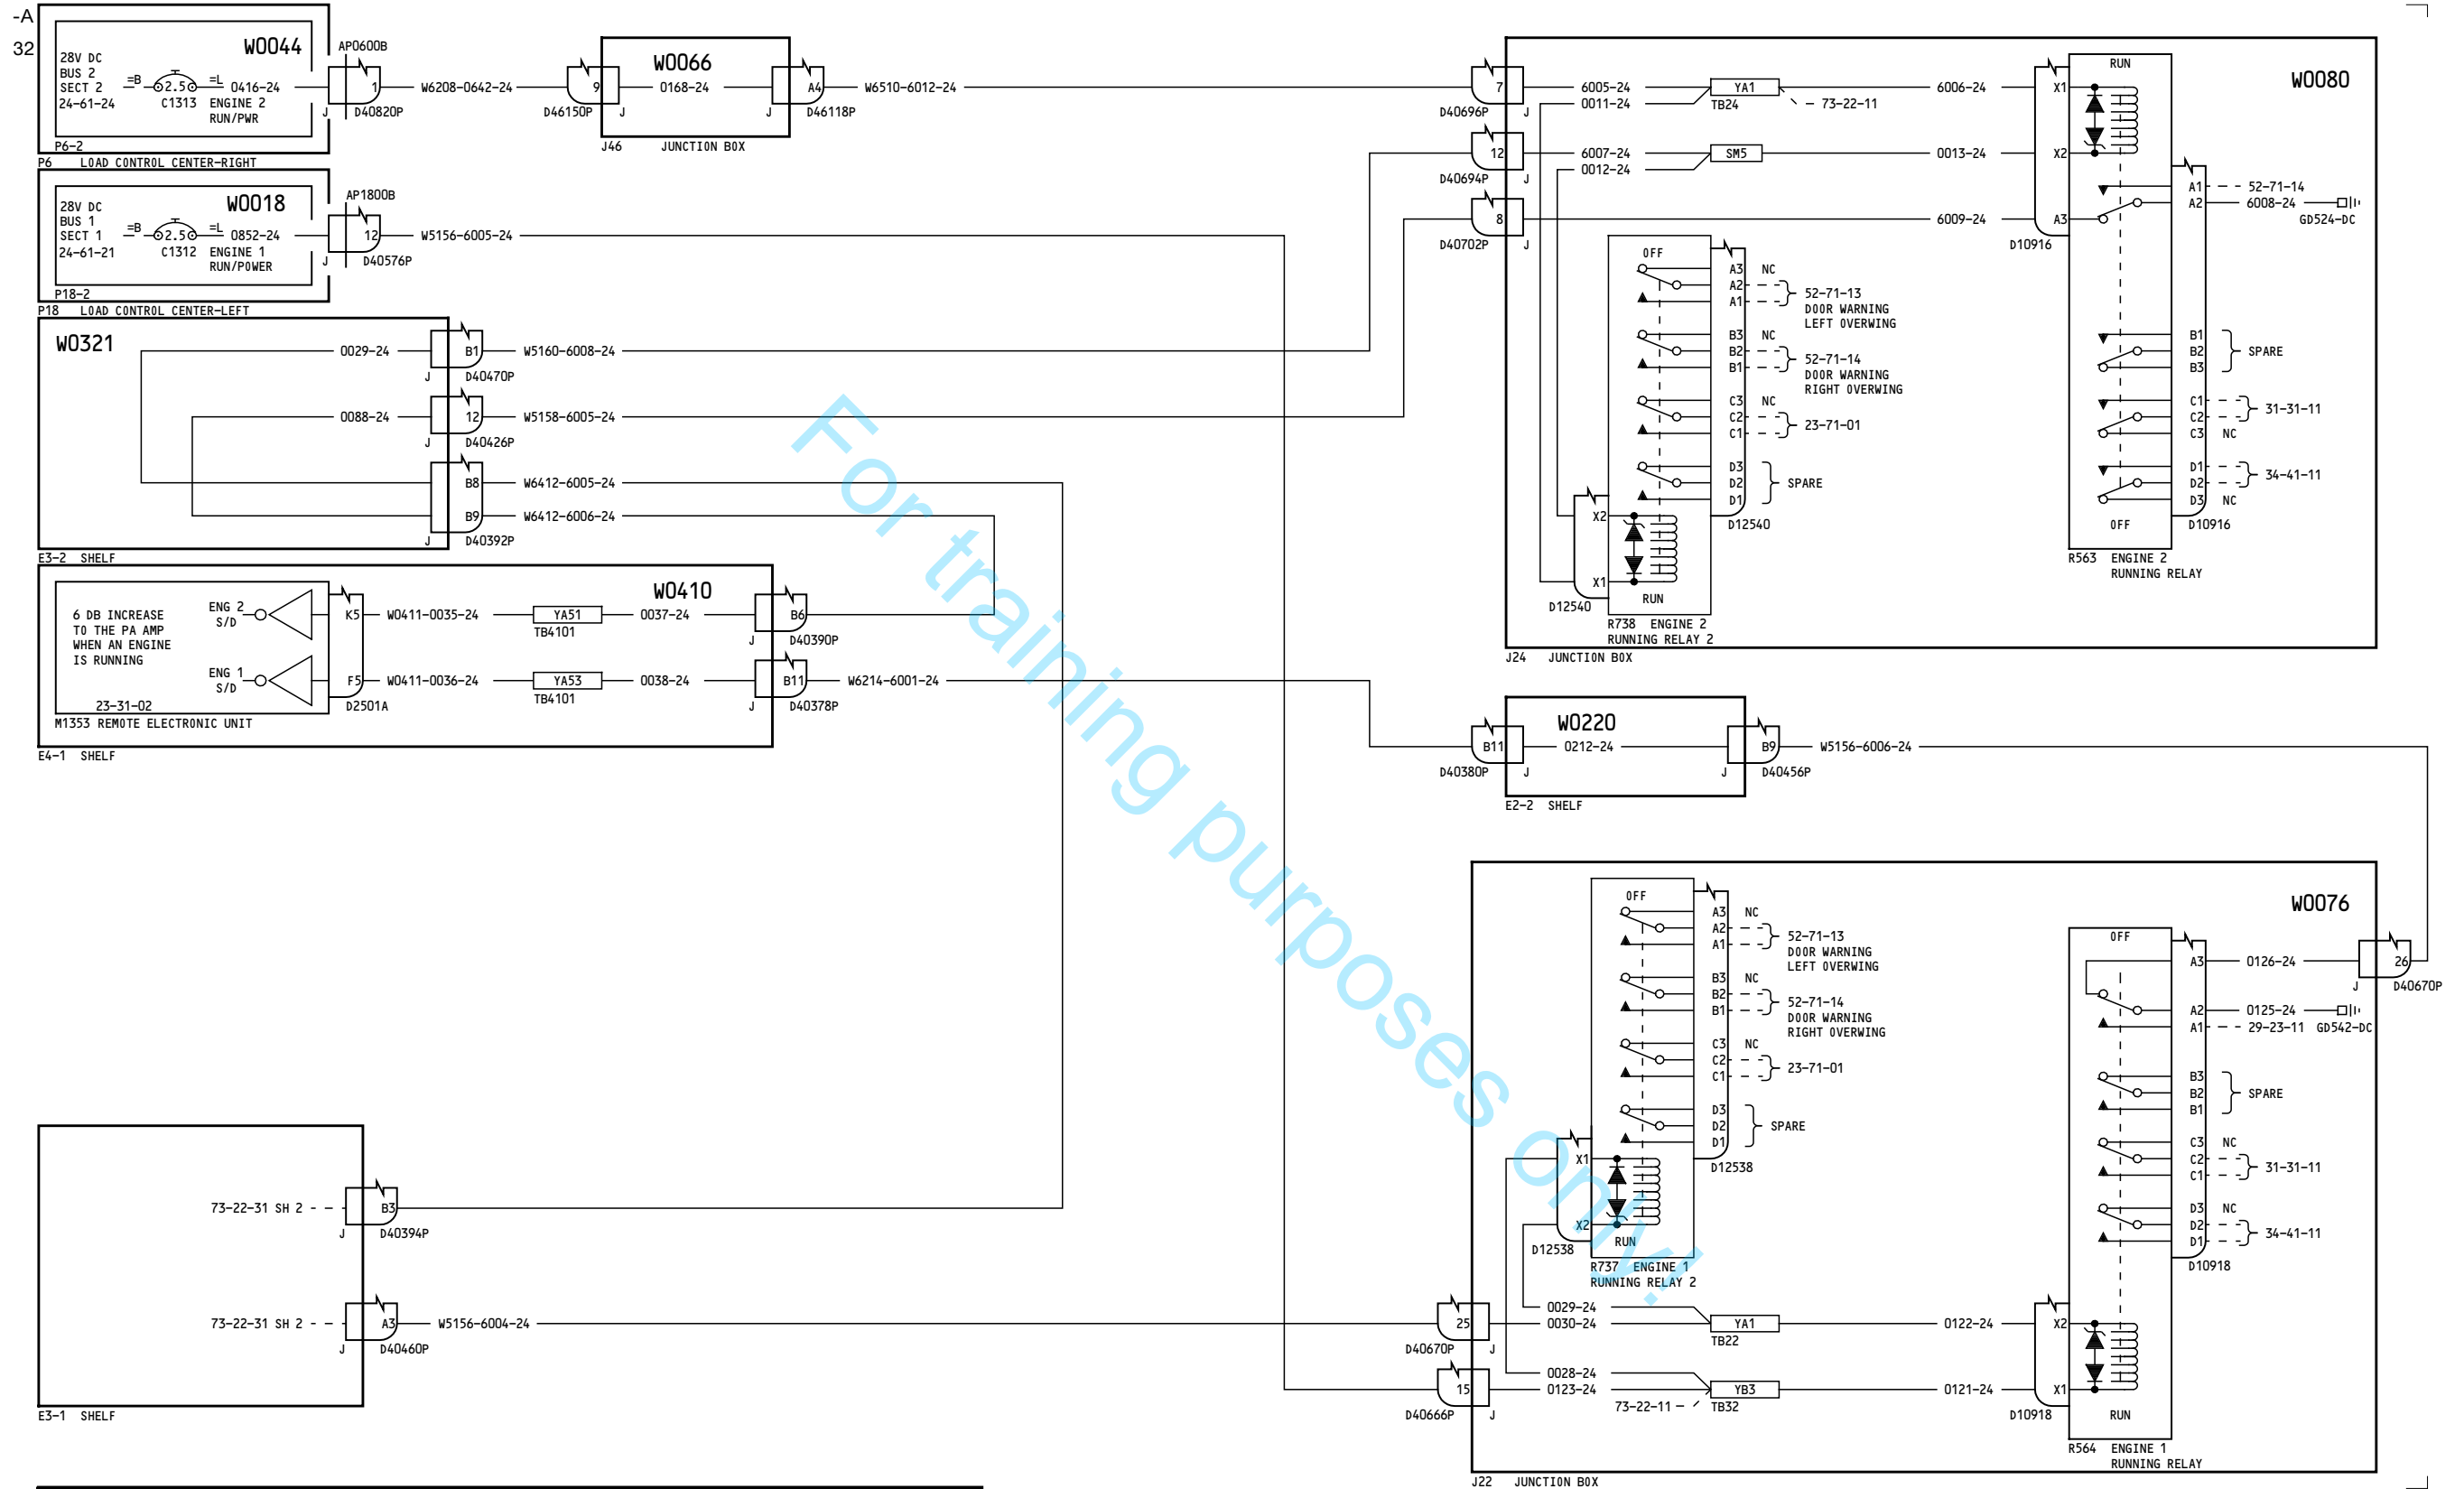 -A
32
W0044
28V DC
BUS 2
SECT 2
24-61-24
=B
2.5
=L
0416-24
C1313
ENGINE 2
RUN/PWR
P6-2
P6 LOAD CONTROL CENTER-RIGHT
AP0600B
1
J
D40820P
W6208-0642-24
9
D46150P
J
W0066
0168-24
A4
J
D46118P
J46 JUNCTION BOX
W6510-6012-24
W0018
28V DC
BUS 1
SECT 1
24-61-21
=B
2.5
=L
0852-24
C1312
ENGINE 1
RUN/POWER
P18-2
P18 LOAD CONTROL CENTER-LEFT
AP1800B
12
J
D40576P
W5156-6005-24
W0321
0029-24
B1
J
D40470P
W5160-6008-24
0088-24
12
J
D40426P
W5158-6005-24
B8
W6412-6005-24
B9
W6412-6006-24
J
D40392P
E3-2 SHELF
W0410
6 DB INCREASE
TO THE PA AMP
WHEN AN ENGINE
IS RUNNING
ENG 2
S/D
K5
W0411-0035-24
YA51
TB4101
0037-24
B6
J
D40390P
ENG 1
S/D
F5
W0411-0036-24
YA53
TB4101
0038-24
B11
J
D40378P
W6214-6001-24
23-31-02
D2501A
M1353 REMOTE ELECTRONIC UNIT
E4-1 SHELF
W0080
7
D40696P
J
6005-24
0011-24
YA1
TB24
73-22-11
6006-24
X1
RUN
12
D40694P
J
6007-24
0012-24
SM5
0013-24
X2
8
D40702P
J
6009-24
A3
D10916
A1
52-71-14
A2
6008-24
GD524-DC
B1
B2
B3
SPARE
C1
C2
31-31-11
C3 NC
D1
D2
34-41-11
D3 NC
OFF
D10916
R563 ENGINE 2
RUNNING RELAY
OFF
A3 NC
A2
A1
52-71-13
DOOR WARNING
LEFT OVERWING
B3 NC
B2
B1
52-71-14
DOOR WARNING
RIGHT OVERWING
C3 NC
C2
C1
23-71-01
D3
D2
D1
SPARE
D12540
X2
X1
D12540
RUN
R738 ENGINE 2
RUNNING RELAY 2
J24 JUNCTION BOX
W0220
B11
D40380P
J
0212-24
B9
J
D40456P
W5156-6006-24
E2-2 SHELF
W0076
OFF
A3 NC
A2
A1
52-71-13
DOOR WARNING
LEFT OVERWING
B3 NC
B2
B1
52-71-14
DOOR WARNING
RIGHT OVERWING
C3 NC
C2
C1
23-71-01
D3
D2
D1
SPARE
D12538
X1
X2
D12538
RUN
R737 ENGINE 1
RUNNING RELAY 2
OFF
A3
0126-24
26
J
D40670P
A2
0125-24
A1
29-23-11
GD542-DC
B3
B2
B1
SPARE
C3 NC
C2
C1
31-31-11
D3 NC
D2
D1
34-41-11
D10918
73-22-31 SH 2
B3
J
D40394P
73-22-31 SH 2
A3
J
D40460P
W5156-6004-24
E3-1 SHELF
25
D40670P
J
0029-24
0030-24
YA1
TB22
0122-24
X2
15
D40666P
J
0028-24
0123-24
73-22-11
YB3
TB32
0121-24
X1
D10918
RUN
R564 ENGINE 1
RUNNING RELAY
J22 JUNCTION BOX
For training purposes only!